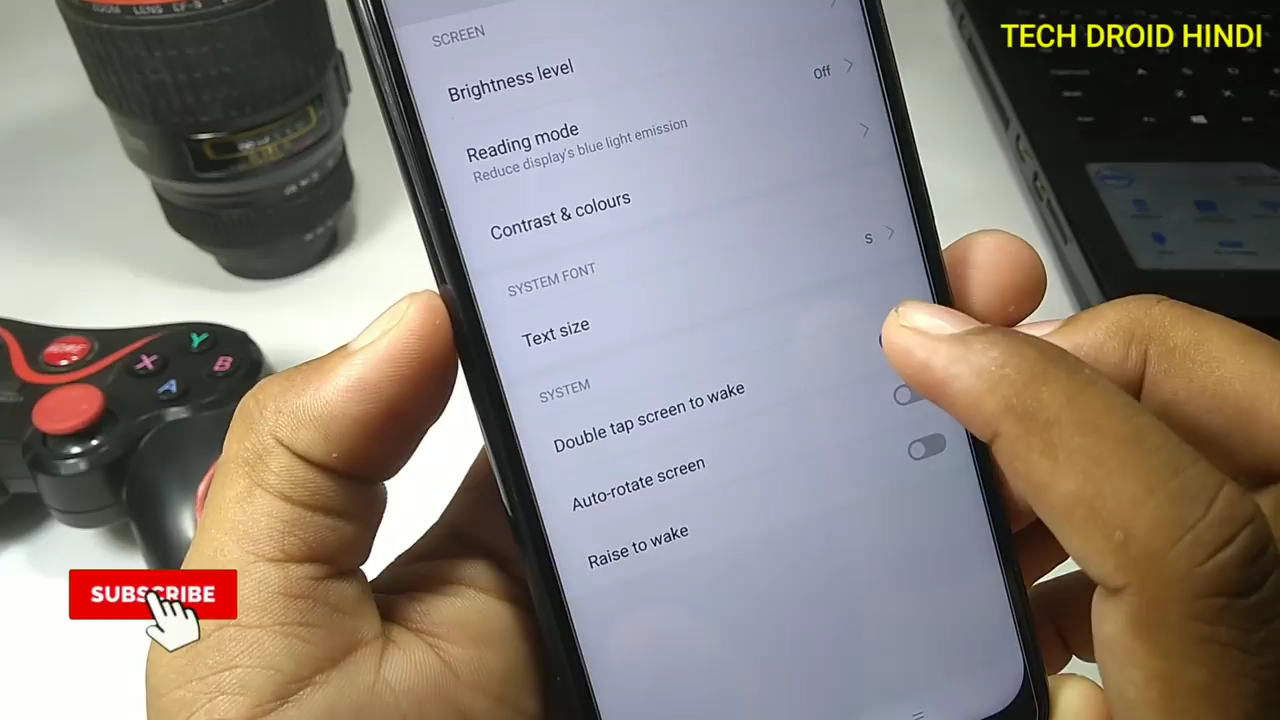 TECH DROID HINDI
SCREEN
Brightness level
Reading mode
Off
Reduce display's blue light emission
Contrast & colours
SYSTEM FONT
Text size
S
SYSTEM
Double tap screen to wake
Auto-rotate screen
Raise to wake
SUBSCRIBE
X
Y
A
B